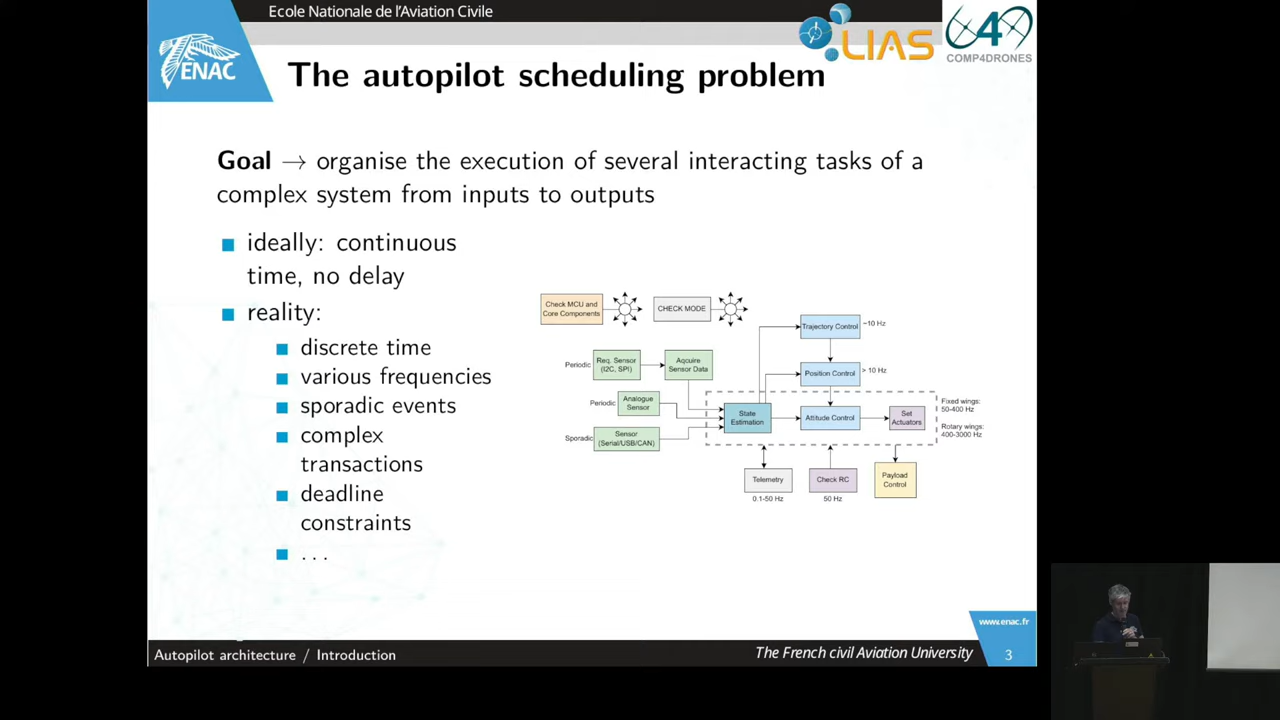 Ecole Nationale de l'Aviation Civile
ENAC
LIAS
COMP4DRONES
The autopilot scheduling problem
Goal → organise the execution of several interacting tasks of a
complex system from inputs to outputs
ideally: continuous
time, no delay
reality:
discrete time
various frequencies
sporadic events
complex
transactions
deadline
constraints
. . .
Check MCU and
Core Components
CHECK MODE
Trajectory Control
~10 Hz
Periodic
Req. Sensor
(I2C, SPI)
Aqcuire
Sensor Data
Position Control
> 10 Hz
Periodic
Analogue
Sensor
State
Estimation
Attitude Control
Set
Actuators
Fixed wings:
50-400 Hz
Rotary wings:
400-3000 Hz
Sporadic
Sensor
(Serial/USB/CAN)
Telemetry
0.1-50 Hz
Check RC
50 Hz
Payload
Control
www.enac.fr
Autopilot architecture / Introduction
The French civil Aviation University
3